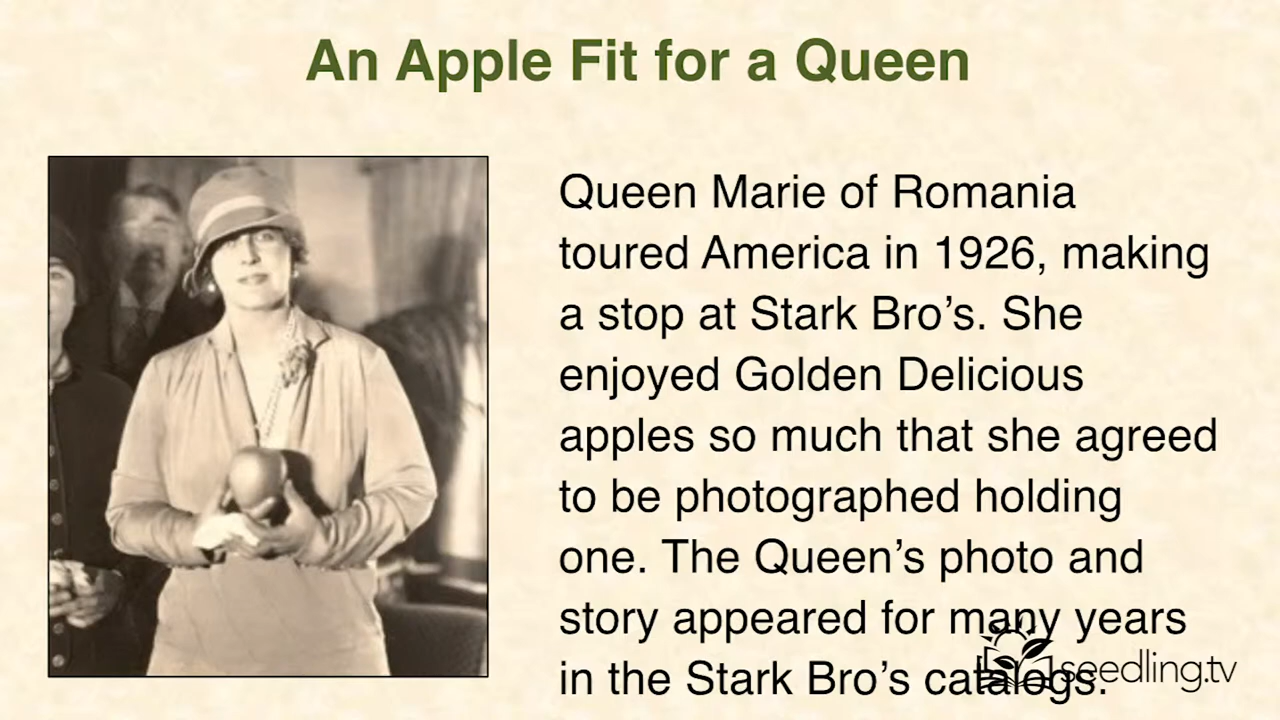 An Apple Fit for a Queen
Queen Marie of Romania
toured America in 1926, making
a stop at Stark Bro’s. She
enjoyed Golden Delicious
apples so much that she agreed
to be photographed holding
one. The Queen’s photo and
story appeared for many years
in the Stark Bro’s catalogs.
seedling.tv